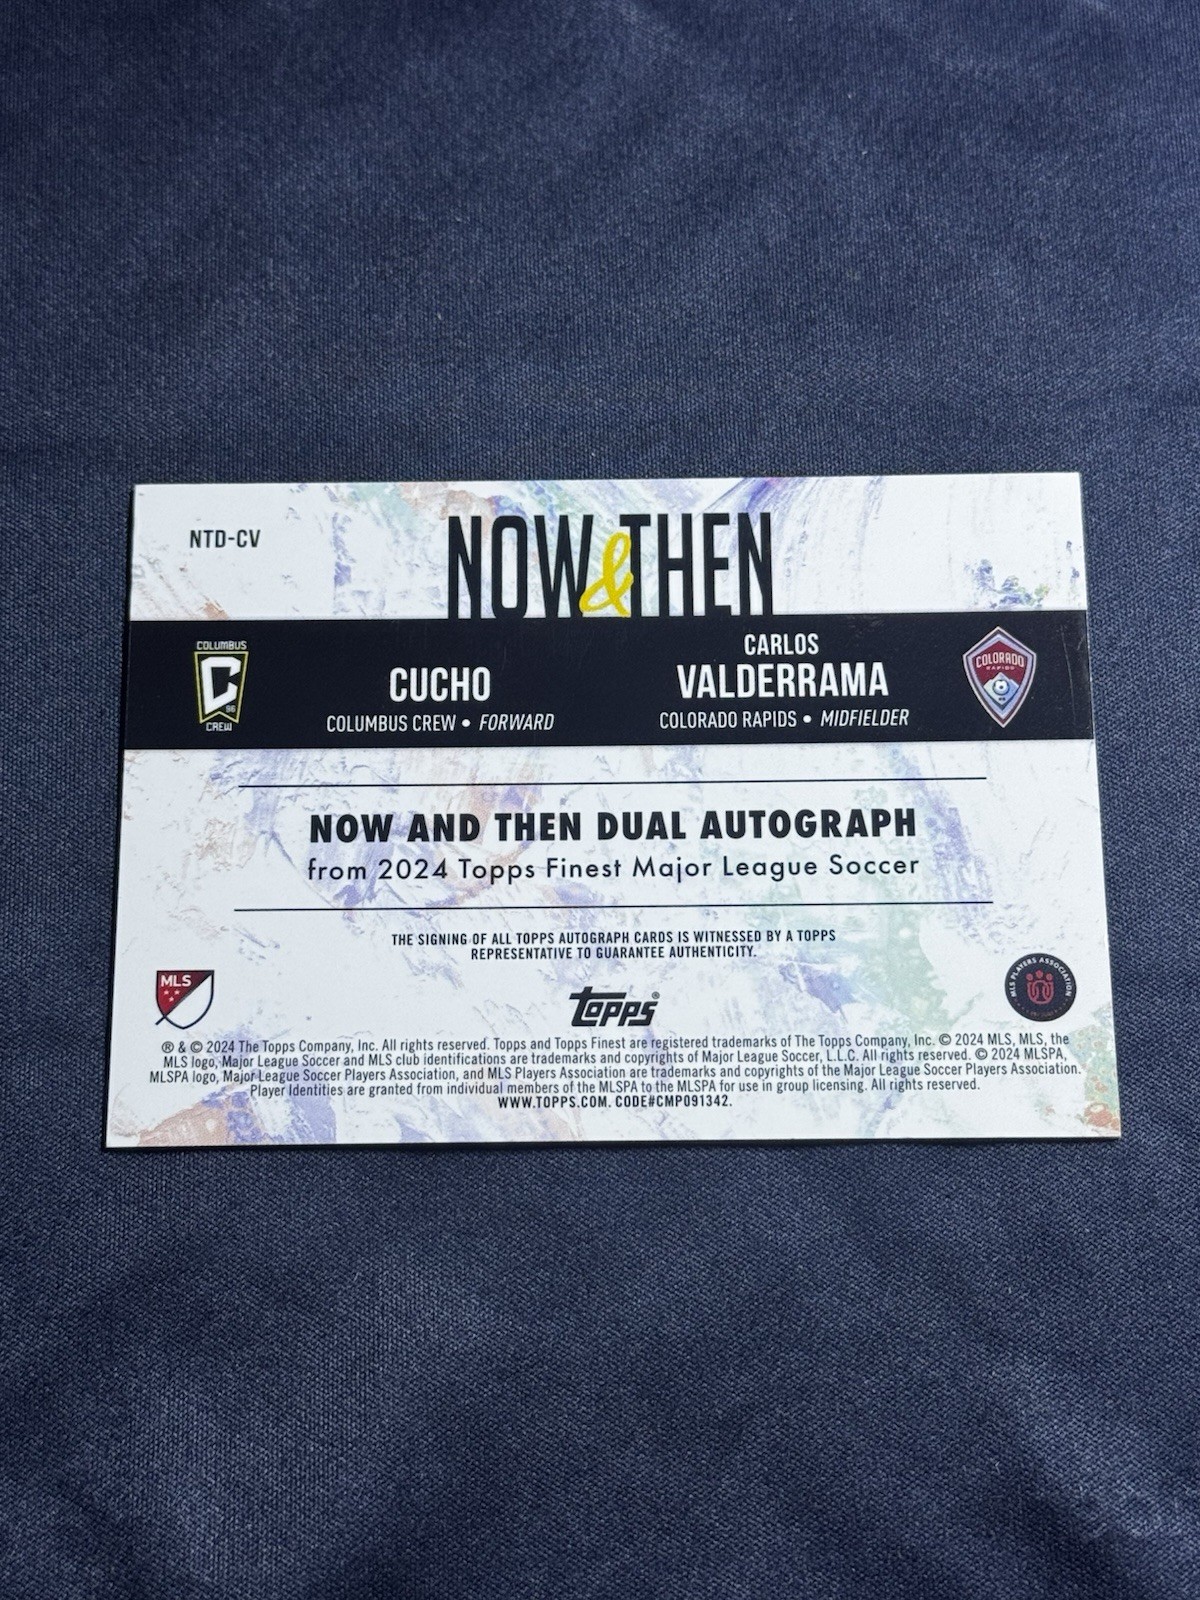 NTD-CV
NOW & THEN
COLUMBUS
C
96
CREW
CUCHO
COLUMBUS CREW • FORWARD
CARLOS
VALDERRAMA
COLORADO RAPIDS • MIDFIELDER
COLORADO
RAPIDS
NOW AND THEN DUAL AUTOGRAPH
from 2024 Topps Finest Major League Soccer
THE SIGNING OF ALL TOPPS AUTOGRAPH CARDS IS WITNESSED BY A TOPPS
REPRESENTATIVE TO GUARANTEE AUTHENTICITY.
MLS
topps®
MLS PLAYERS ASSOCIATION
® & © 2024 The Topps Company, Inc. All rights reserved. Topps and Topps Finest are registered trademarks of The Topps Company, Inc. © 2024 MLS, MLS, the
MLS logo, Major League Soccer and MLS club identifications are trademarks and copyrights of Major League Soccer, L.L.C. All rights reserved. © 2024 MLSPA,
MLSPA logo, Major League Soccer Players Association, and MLS Players Association are trademarks and copyrights of the Major League Soccer Players Association.
Player Identities are granted from individual members of the MLSPA to the MLSPA for use in group licensing. All rights reserved.
WWW.TOPPS.COM. CODE#CMP091342.